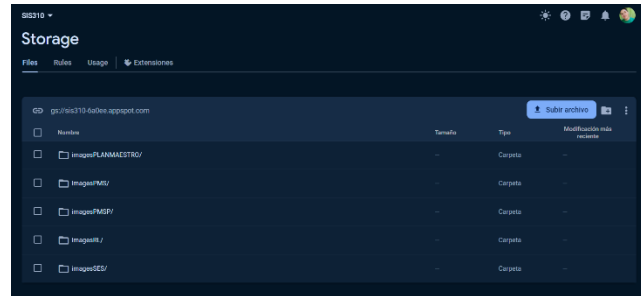 SIS310
Storage
Files Rules Usage Extensiones
gs://sis310-6a0ee.appspot.com Subir archivo
Nombre Tamaño Tipo Modificación más reciente
imagesPLANMAESTRO/ – Carpeta –
ImagesPMS/ – Carpeta –
imagesPMSP/ – Carpeta –
ImagesRL/ – Carpeta –
imagesSES/ – Carpeta –